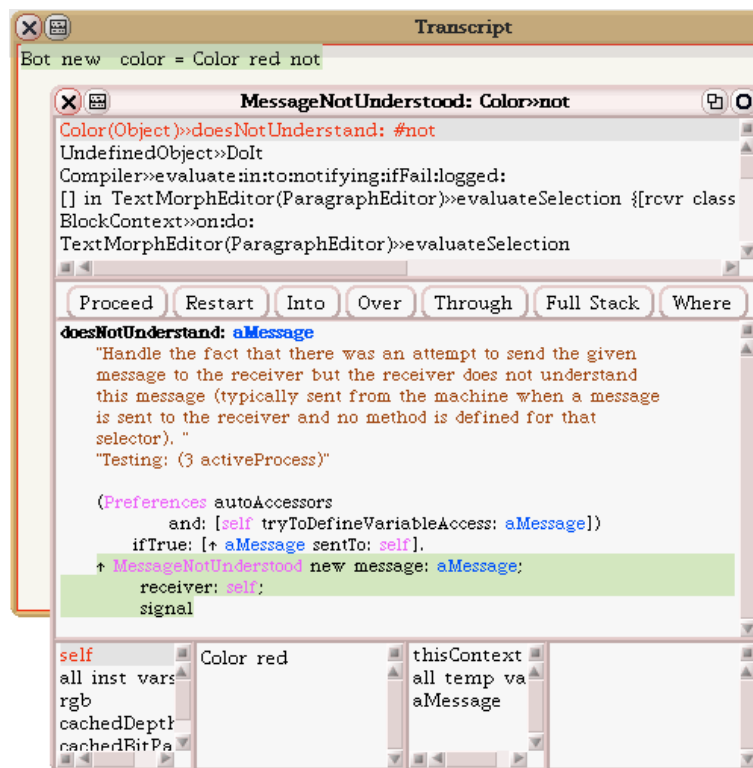 Transcript
Bot new  color = Color red not
MessageNotUnderstood: Color»not
Color(Object)»doesNotUnderstand: #not
UndefinedObject»DoIt
Compiler»evaluate:in:to:notifying:ifFail:logged:
[] in TextMorphEditor(ParagraphEditor)»evaluateSelection {[rcvr class
BlockContext»on:do:
TextMorphEditor(ParagraphEditor)»evaluateSelection
Proceed Restart Into Over Through Full Stack Where
doesNotUnderstand: aMessage
"Handle the fact that there was an attempt to send the given
message to the receiver but the receiver does not understand
this message (typically sent from the machine when a message
is sent to the receiver and no method is defined for that
selector). "
"Testing: (3 activeProcess)"
(Preferences autoAccessors
and: [self tryToDefineVariableAccess: aMessage])
ifTrue: [↑ aMessage sentTo: self].
↑ MessageNotUnderstood new message: aMessage;
receiver: self;
signal
self
all inst vars
rgb
cachedDepth
cachedBitPa
Color red
thisContext
all temp va
aMessage